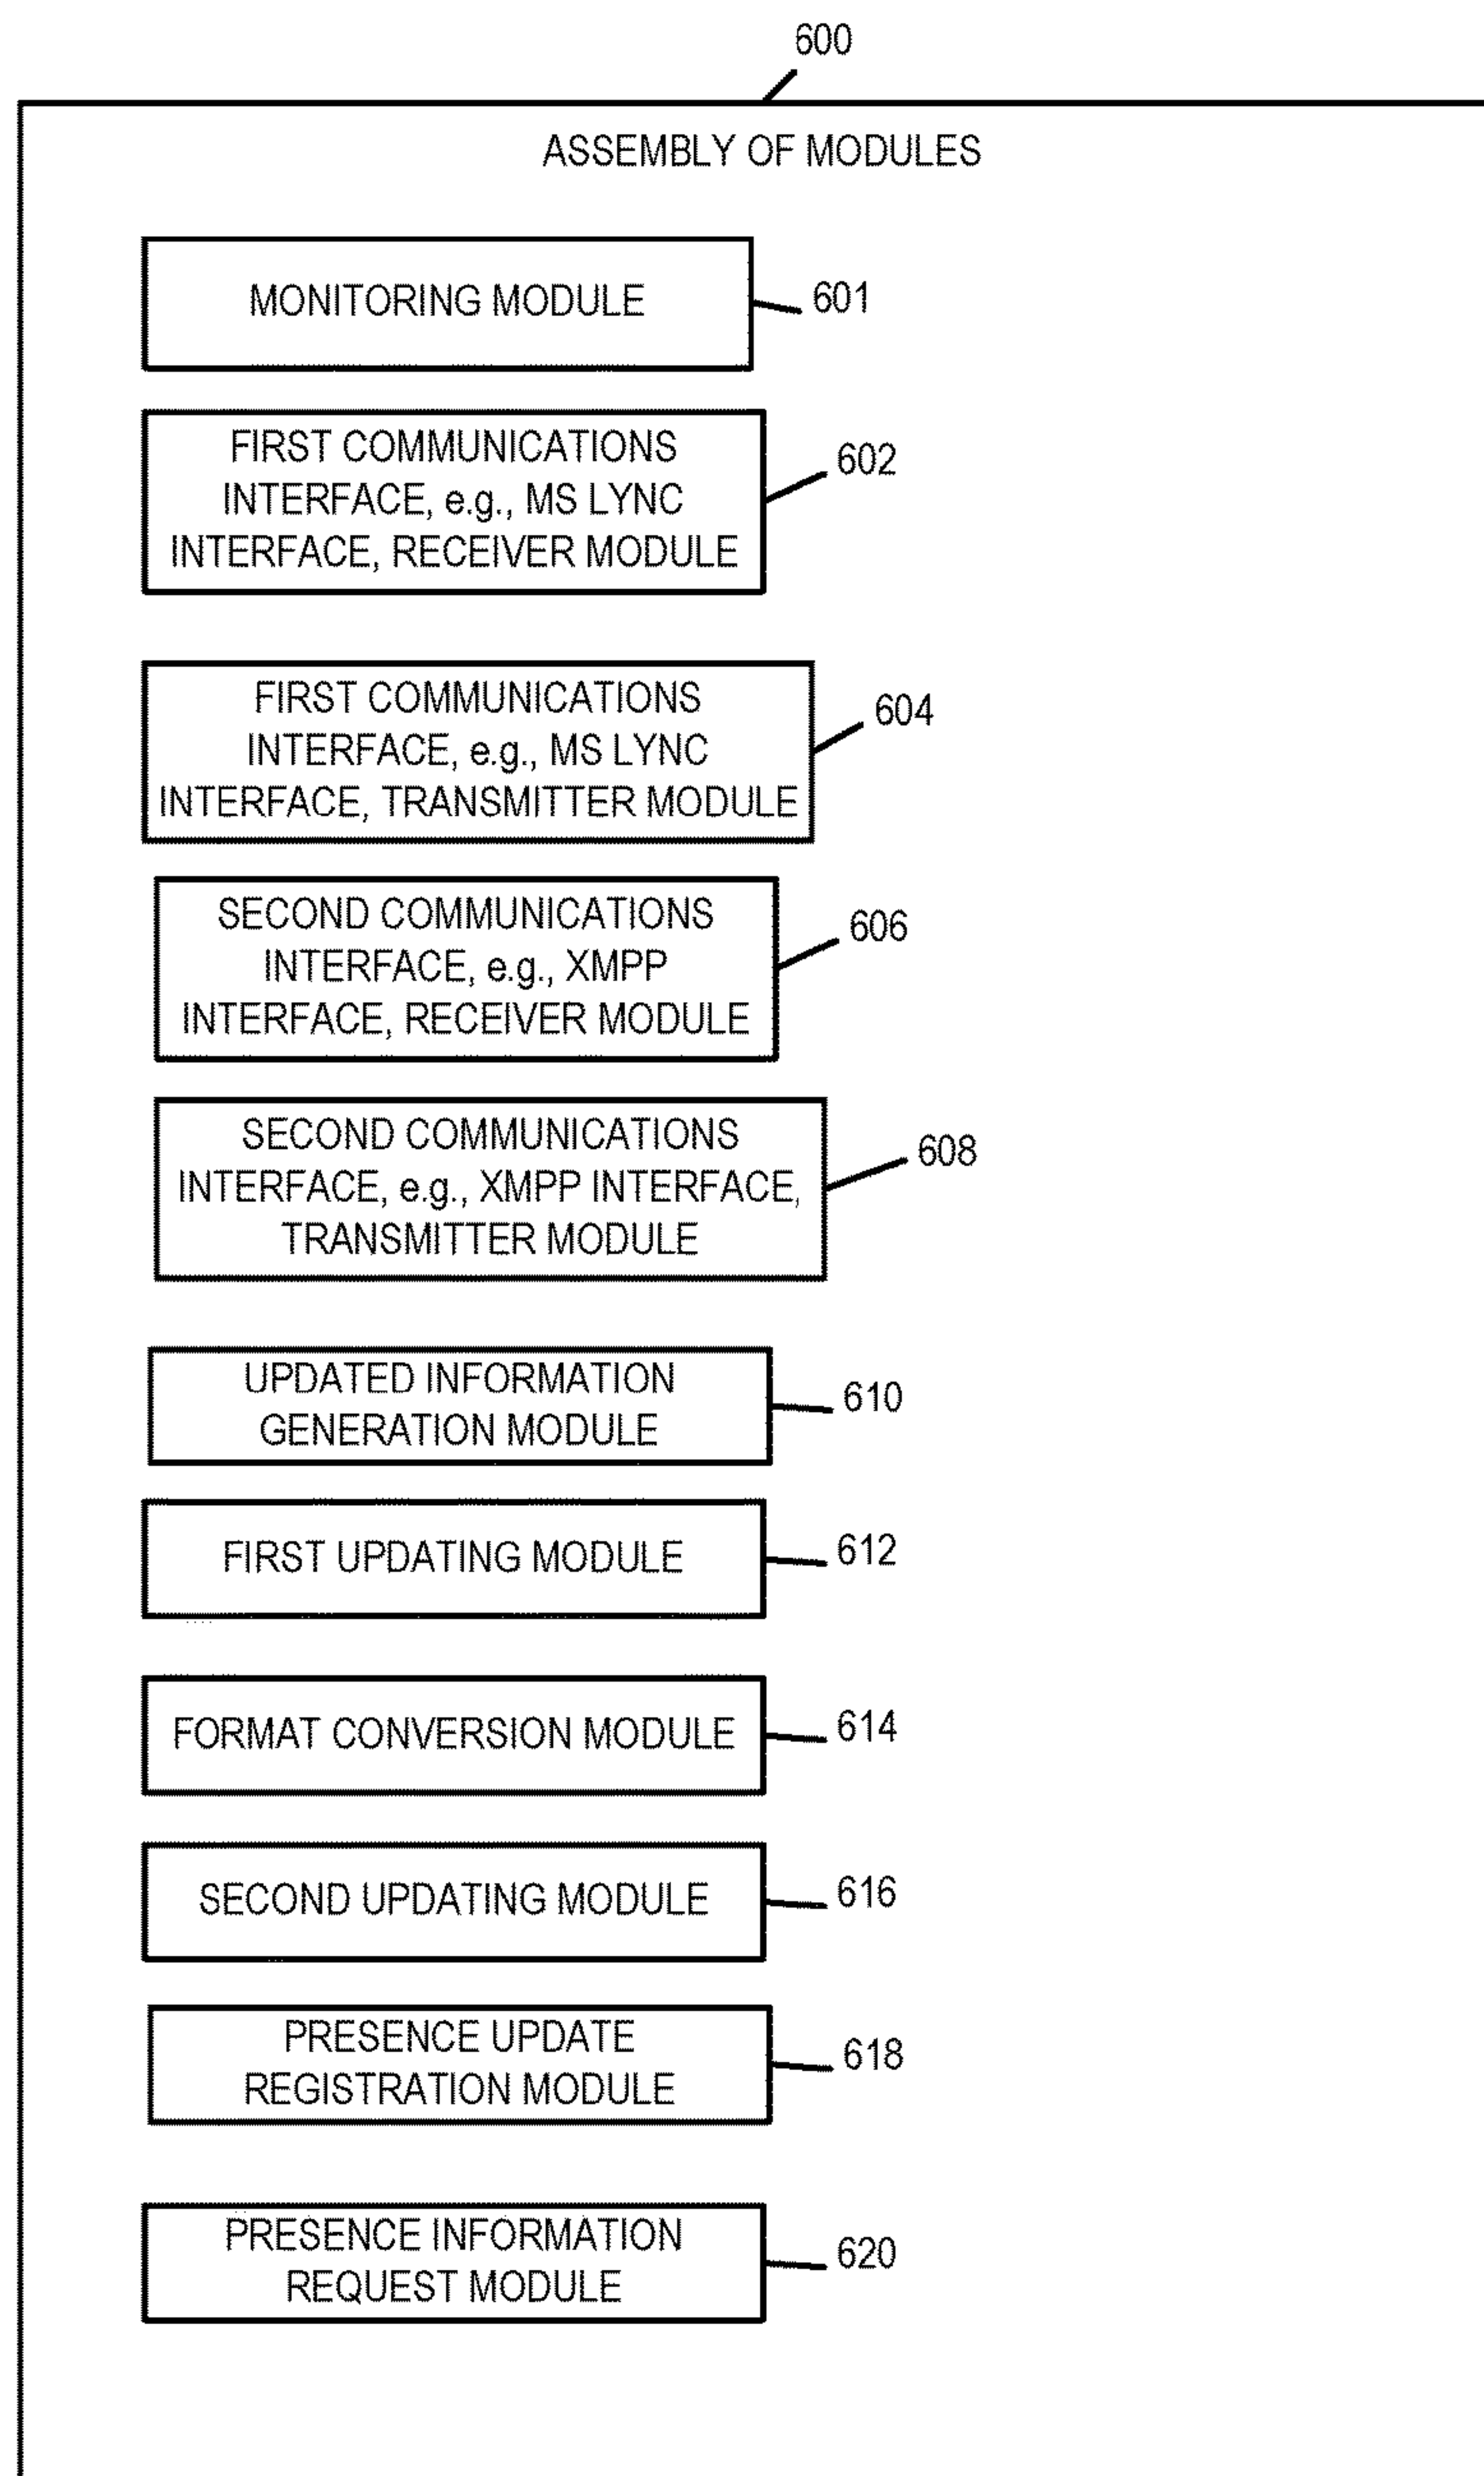 600
ASSEMBLY OF MODULES
MONITORING MODULE
601
FIRST COMMUNICATIONS
INTERFACE, e.g., MS LYNC
INTERFACE, RECEIVER MODULE
602
FIRST COMMUNICATIONS
INTERFACE, e.g., MS LYNC
INTERFACE, TRANSMITTER MODULE
604
SECOND COMMUNICATIONS
INTERFACE, e.g., XMPP
INTERFACE, RECEIVER MODULE
606
SECOND COMMUNICATIONS
INTERFACE, e.g., XMPP INTERFACE,
TRANSMITTER MODULE
608
UPDATED INFORMATION
GENERATION MODULE
610
FIRST UPDATING MODULE
612
FORMAT CONVERSION MODULE
614
SECOND UPDATING MODULE
616
PRESENCE UPDATE
REGISTRATION MODULE
618
PRESENCE INFORMATION
REQUEST MODULE
620